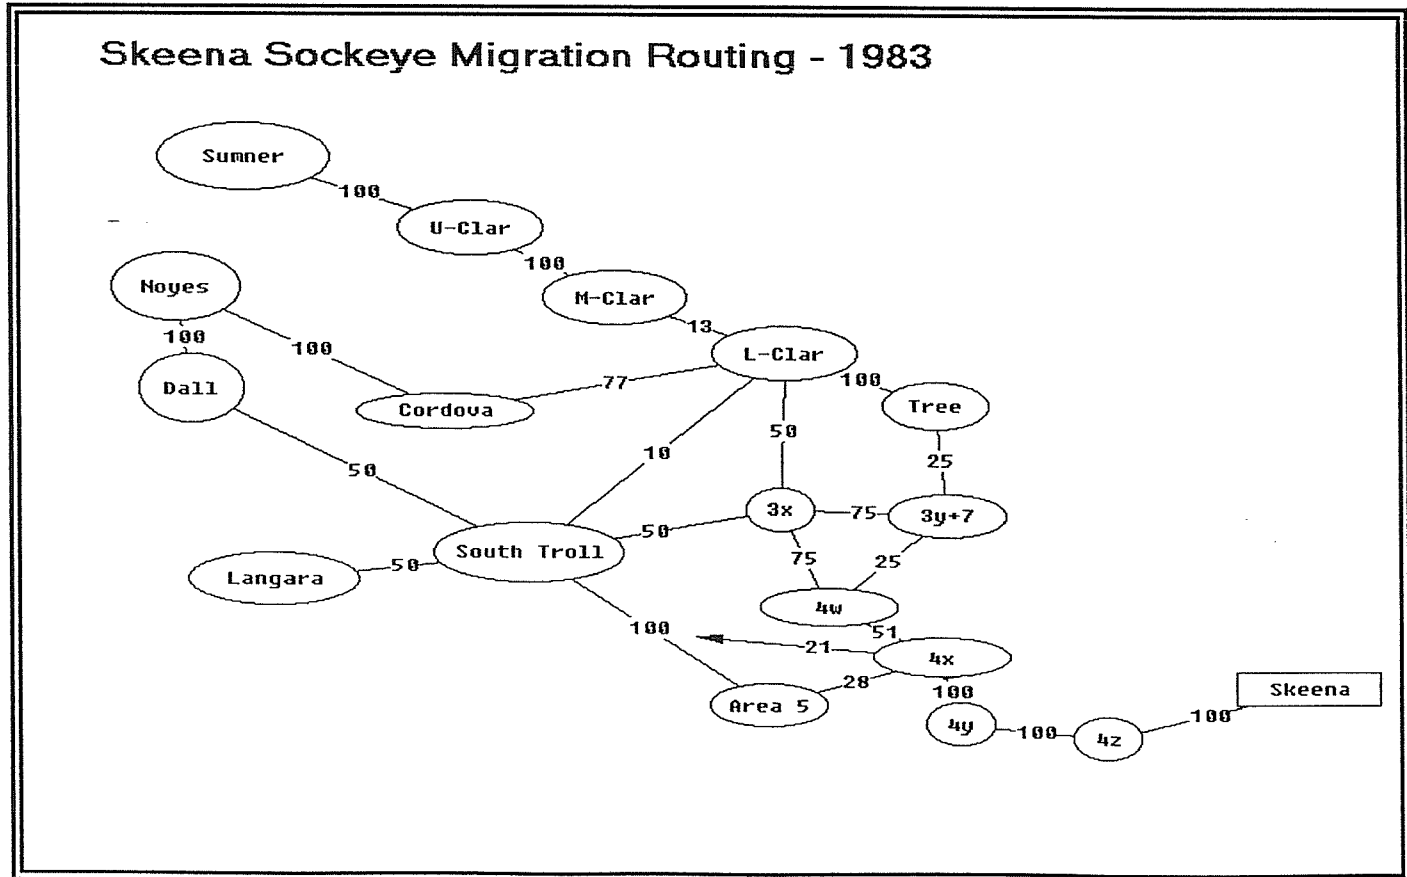 Skeena Sockeye Migration Routing - 1983
Sumner
100
U-Clar
100
Noyes
M-Clar
13
100
100
L-Clar
77
100
Dall
Cordova
Tree
50
10
25
50
3x
75
3y+7
50
South Troll
50
Langara
75
25
4w
100
51
21
4x
28
100
Area 5
4y
100
4z
100
Skeena